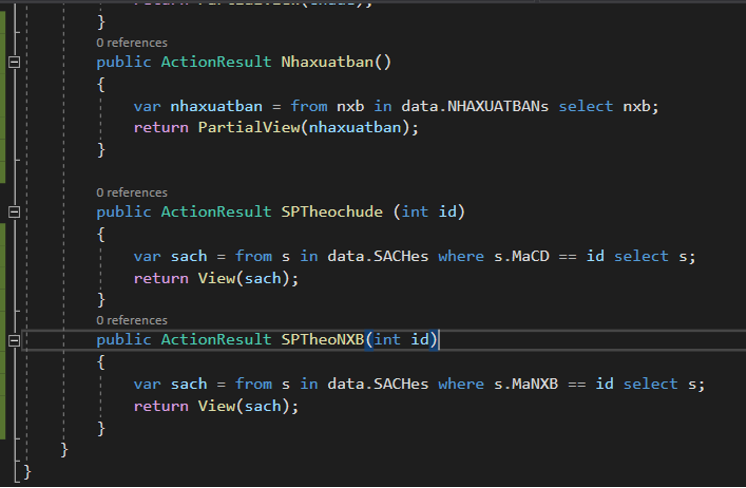 }
0 references
public ActionResult Nhaxuatban()
{
var nhaxuatban = from nxb in data.NHAXUATBANs select nxb;
return PartialView(nhaxuatban);
}
0 references
public ActionResult SPTheochude (int id)
{
var sach = from s in data.SACHes where s.MaCD == id select s;
return View(sach);
}
0 references
public ActionResult SPTheoNXB(int id)
{
var sach = from s in data.SACHes where s.MaNXB == id select s;
return View(sach);
}
}
}